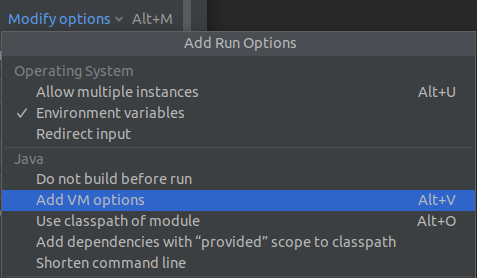 Modify options Alt+M
Add Run Options
Operating System
Allow multiple instances Alt+U
Environment variables
Redirect input
Java
Do not build before run
Add VM options Alt+V
Use classpath of module Alt+O
Add dependencies with “provided” scope to classpath
Shorten command line